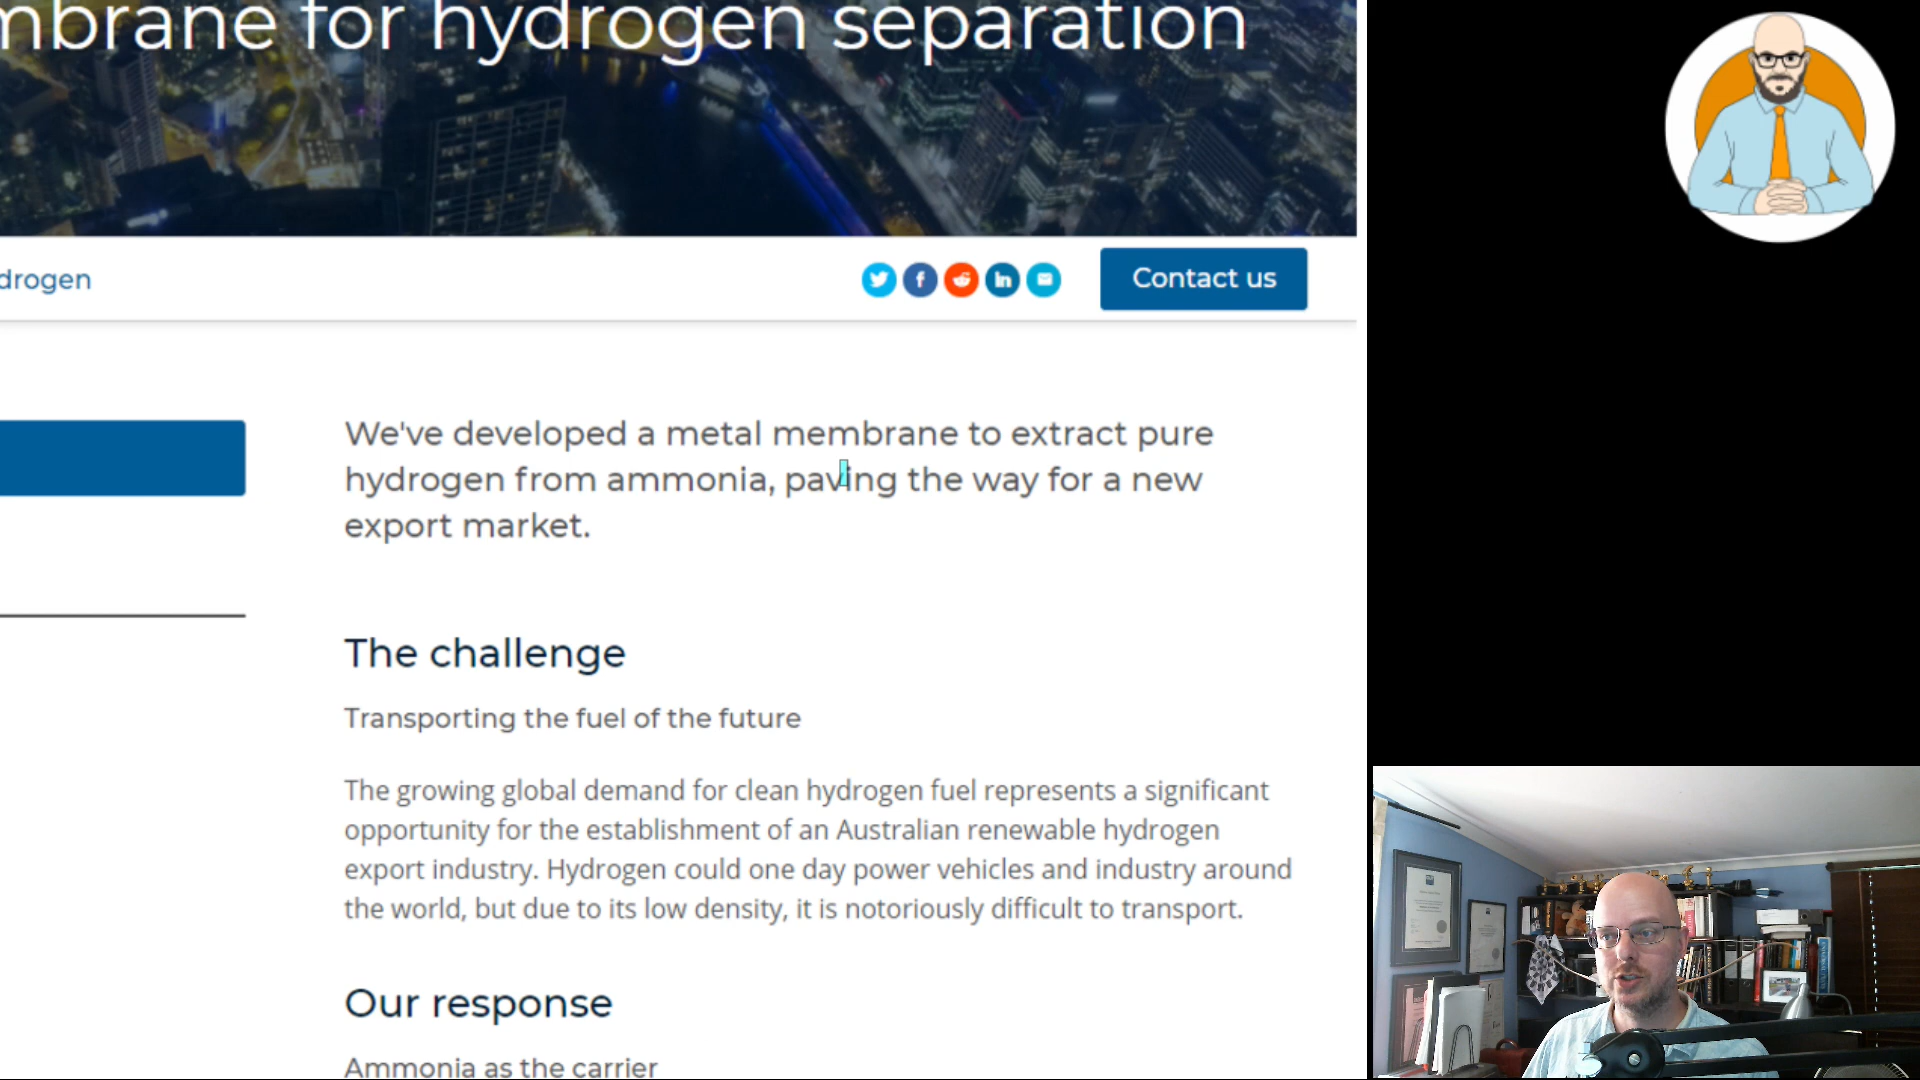 mbrane for hydrogen separation
drogen
Contact us
We've developed a metal membrane to extract pure
hydrogen from ammonia, paving the way for a new
export market.
The challenge
Transporting the fuel of the future
The growing global demand for clean hydrogen fuel represents a significant
opportunity for the establishment of an Australian renewable hydrogen
export industry. Hydrogen could one day power vehicles and industry around
the world, but due to its low density, it is notoriously difficult to transport.
Our response
Ammonia as the carrier